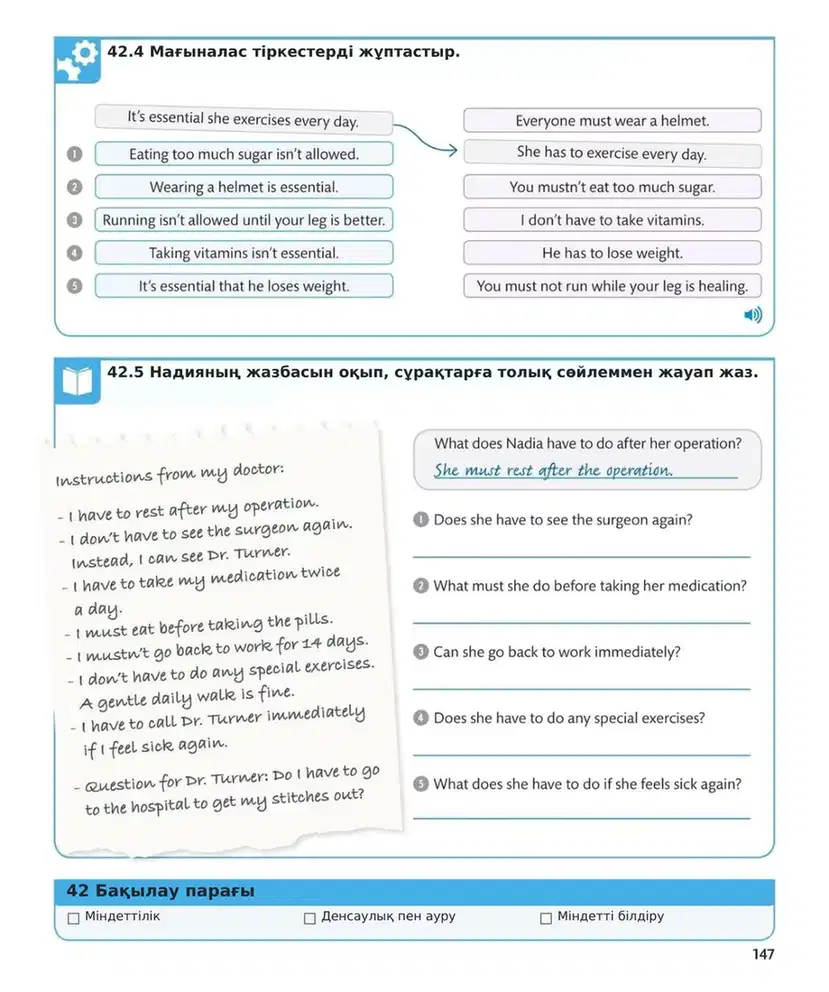 42.4 Мағыналас тіркестерді жұптастыр.
It's essential she exercises every day.
1 Eating too much sugar isn't allowed.
2 Wearing a helmet is essential.
3 Running isn't allowed until your leg is better.
4 Taking vitamins isn't essential.
5 It's essential that he loses weight.
Everyone must wear a helmet.
She has to exercise every day.
You mustn't eat too much sugar.
I don't have to take vitamins.
He has to lose weight.
You must not run while your leg is healing.
42.5 Надияның жазбасын оқып, сұрақтарға толық сөйлеммен жауап жаз.
Instructions from my doctor:
- I have to rest after my operation.
- I don't have to see the surgeon again.
Instead, I can see Dr. Turner.
- I have to take my medication twice
a day.
- I must eat before taking the pills.
- I mustn't go back to work for 14 days.
- I don't have to do any special exercises.
A gentle daily walk is fine.
- I have to call Dr. Turner immediately
if I feel sick again.
- Question for Dr. Turner: Do I have to go
to the hospital to get my stitches out?
What does Nadia have to do after her operation?
She must rest after the operation.
1 Does she have to see the surgeon again?
2 What must she do before taking her medication?
3 Can she go back to work immediately?
4 Does she have to do any special exercises?
5 What does she have to do if she feels sick again?
42 Бақылау парағы
Міндеттілік
Денсаулық пен ауру
Міндетті білдіру
147